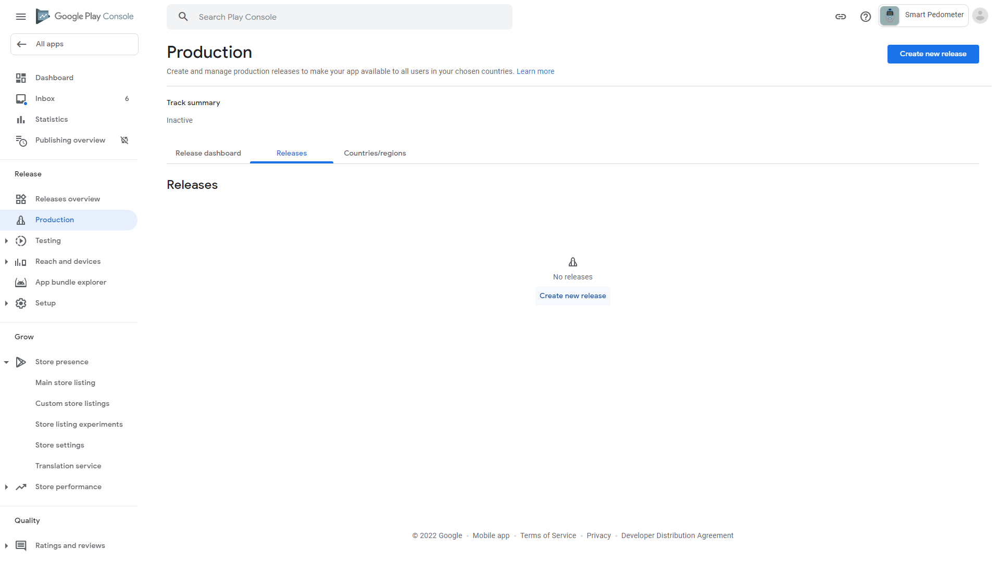 Google Play Console
Search Play Console
Smart Pedometer
All apps
Dashboard
Inbox 6
Statistics
Publishing overview
Release
Releases overview
Production
Testing
Reach and devices
App bundle explorer
Setup
Grow
Store presence
Main store listing
Custom store listings
Store listing experiments
Store settings
Translation service
Store performance
Quality
Ratings and reviews
Production
Create new release
Create and manage production releases to make your app available to all users in your chosen countries. Learn more
Track summary
Inactive
Release dashboard Releases Countries/regions
Releases
No releases
Create new release
© 2022 Google • Mobile app • Terms of Service • Privacy • Developer Distribution Agreement